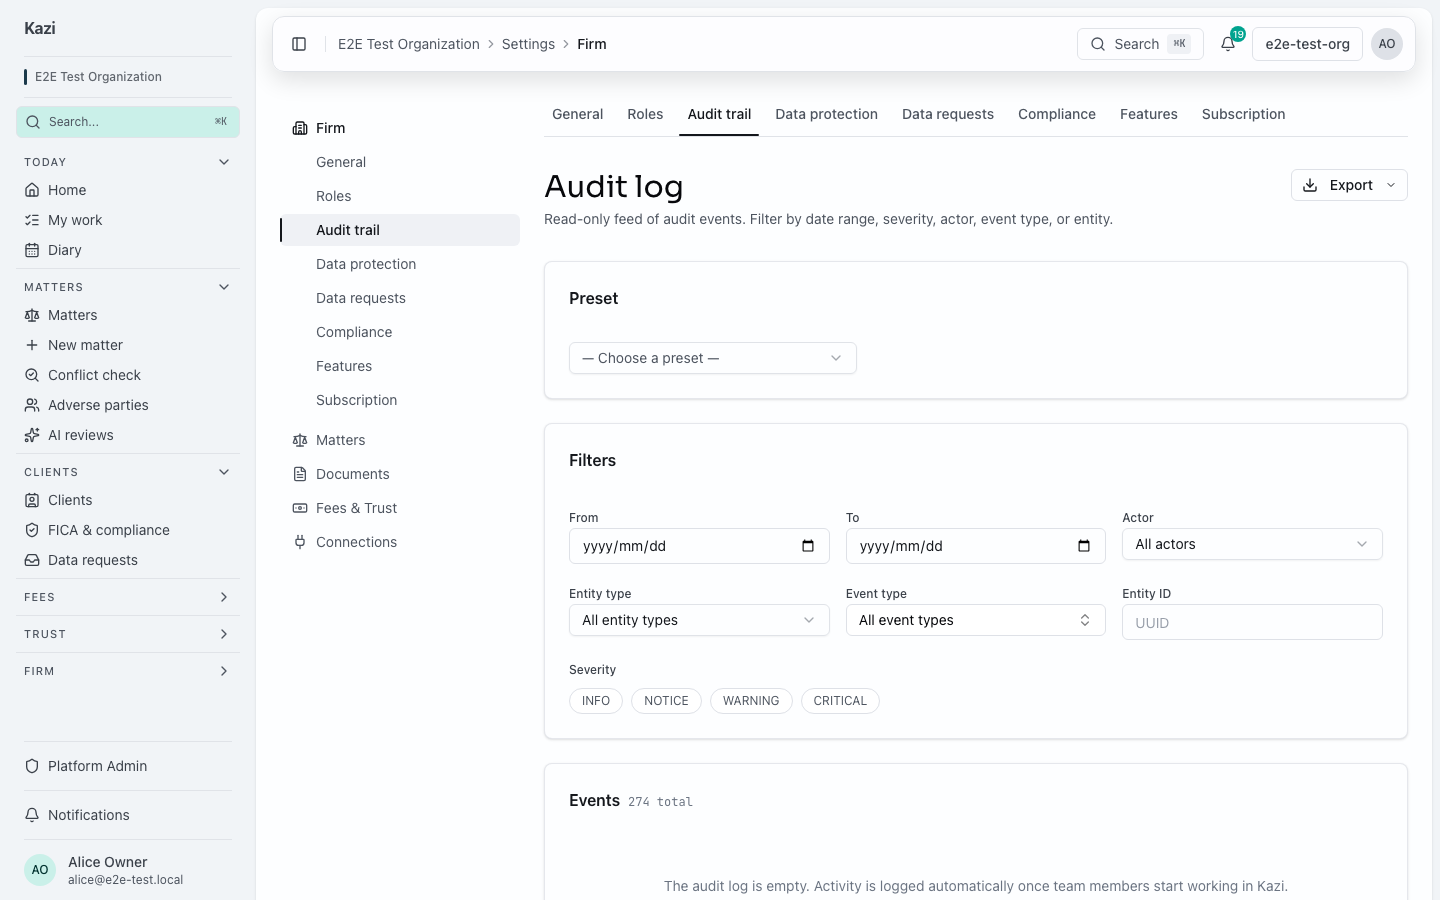 Kazi
E2E Test Organization
Search... ⌘K
TODAY
Home
My work
Diary
MATTERS
Matters
New matter
Conflict check
Adverse parties
AI reviews
CLIENTS
Clients
FICA & compliance
Data requests
FEES
TRUST
FIRM
Platform Admin
Notifications
AO
Alice Owner
alice@e2e-test.local
E2E Test Organization > Settings > Firm
Search ⌘K
19
e2e-test-org
AO
Firm
General
Roles
Audit trail
Data protection
Data requests
Compliance
Features
Subscription
Matters
Documents
Fees & Trust
Connections
General Roles Audit trail Data protection Data requests Compliance Features Subscription
Audit log
Export
Read-only feed of audit events. Filter by date range, severity, actor, event type, or entity.
Preset
— Choose a preset —
Filters
From To Actor
yyyy/mm/dd yyyy/mm/dd All actors
Entity type Event type Entity ID
All entity types All event types UUID
Severity
INFO NOTICE WARNING CRITICAL
Events 274 total
The audit log is empty. Activity is logged automatically once team members start working in Kazi.